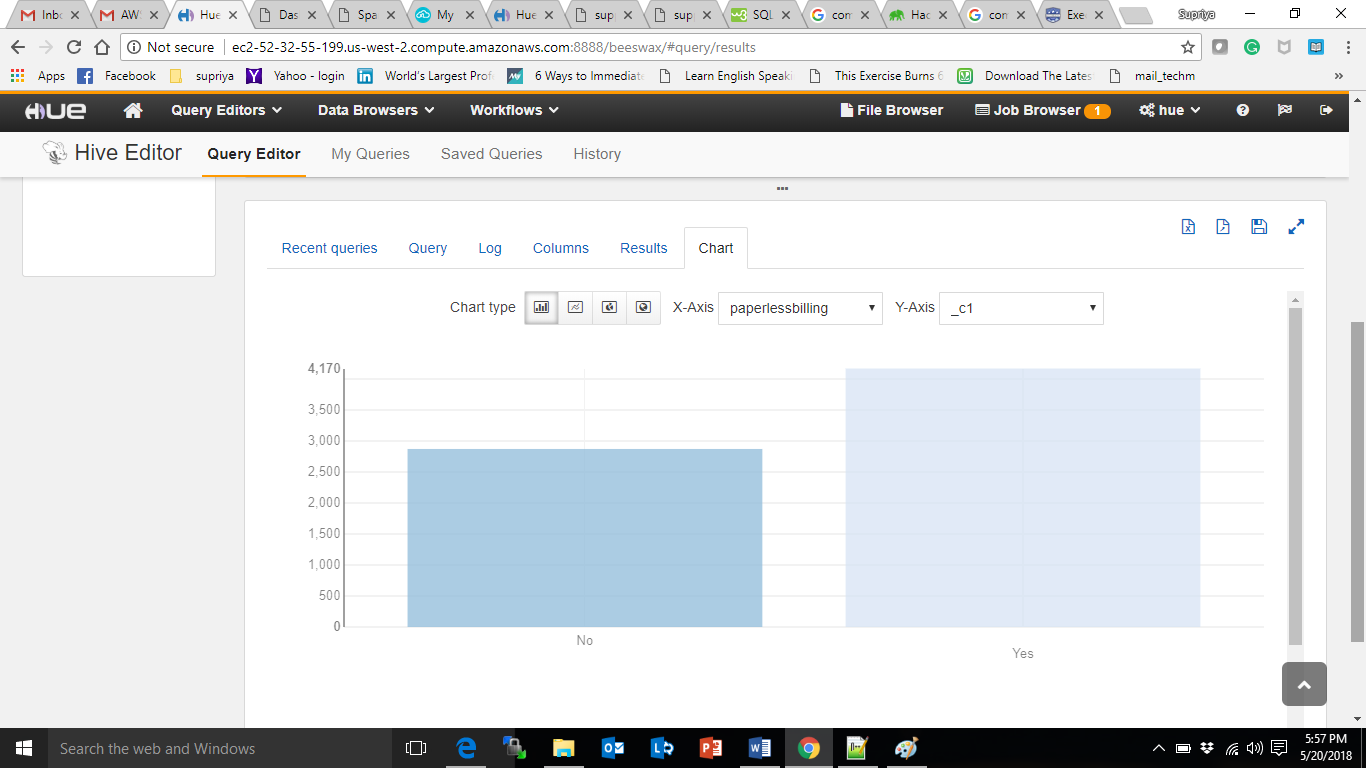 Inbo AW Hue Das Spa My Hue sup sup SQL con Hac con Exe Supriya
Not secure ec2-52-32-55-199.us-west-2.compute.amazonaws.com:8888/beeswax/#query/results
Apps Facebook supriya Yahoo - login World's Largest Prof 6 Ways to Immediate Learn English Speaki This Exercise Burns 6 Download The Lates mail_techm »
HUE Query Editors Data Browsers Workflows File Browser Job Browser 1 hue
Hive Editor Query Editor My Queries Saved Queries History
Recent queries Query Log Columns Results Chart
Chart type X-Axis paperlessbilling Y-Axis _c1
4,170
3,500
3,000
2,500
2,000
1,500
1,000
500
0
No
Yes
Search the web and Windows
5:57 PM
5/20/2018